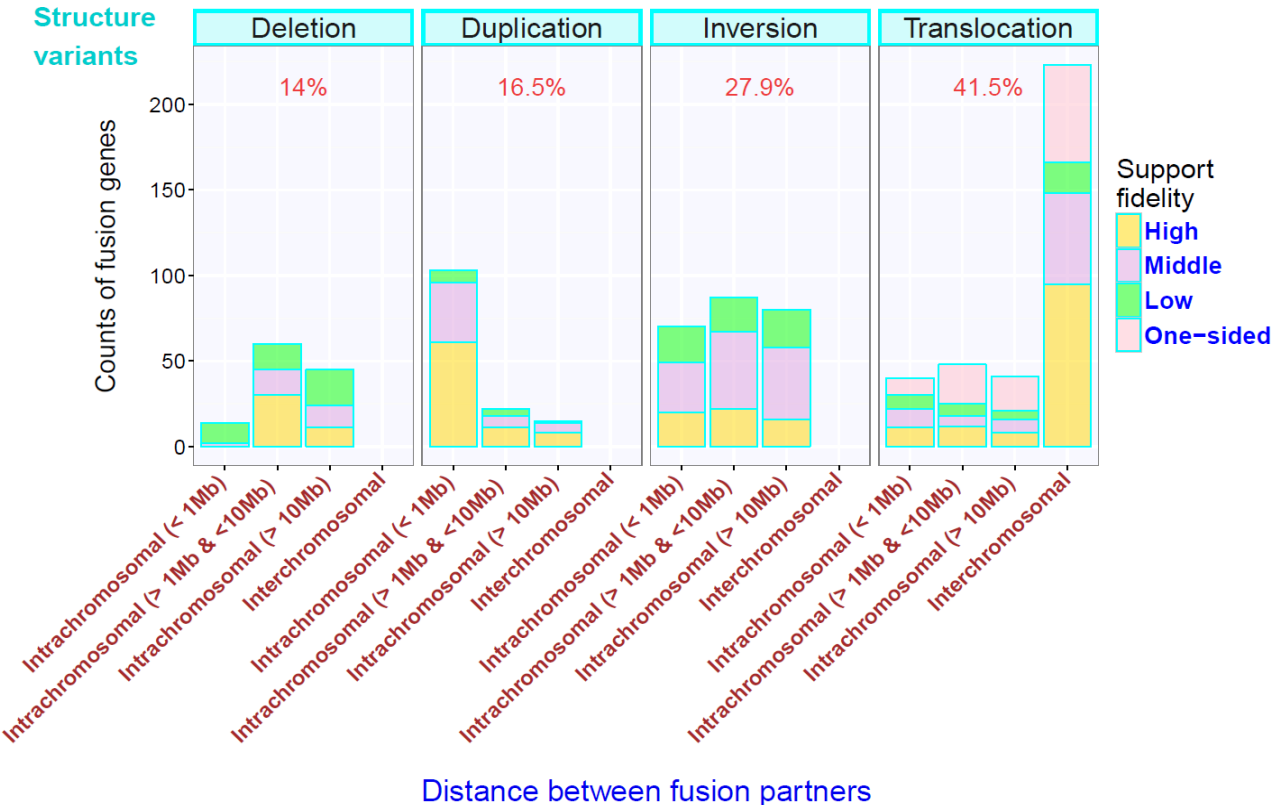 Structure
variants
Deletion
Duplication
Inversion
Translocation
14%
16.5%
27.9%
41.5%
Counts of fusion genes
200
150
100
50
0
Intrachromosomal (< 1Mb)
Intrachromosomal (> 1Mb & <10Mb)
Intrachromosomal (> 10Mb)
Interchromosomal
Intrachromosomal (< 1Mb)
Intrachromosomal (> 1Mb & <10Mb)
Intrachromosomal (> 10Mb)
Interchromosomal
Intrachromosomal (< 1Mb)
Intrachromosomal (> 1Mb & <10Mb)
Intrachromosomal (> 10Mb)
Interchromosomal
Intrachromosomal (< 1Mb)
Intrachromosomal (> 1Mb & <10Mb)
Intrachromosomal (> 10Mb)
Interchromosomal
Distance between fusion partners
Support
fidelity
High
Middle
Low
One−sided